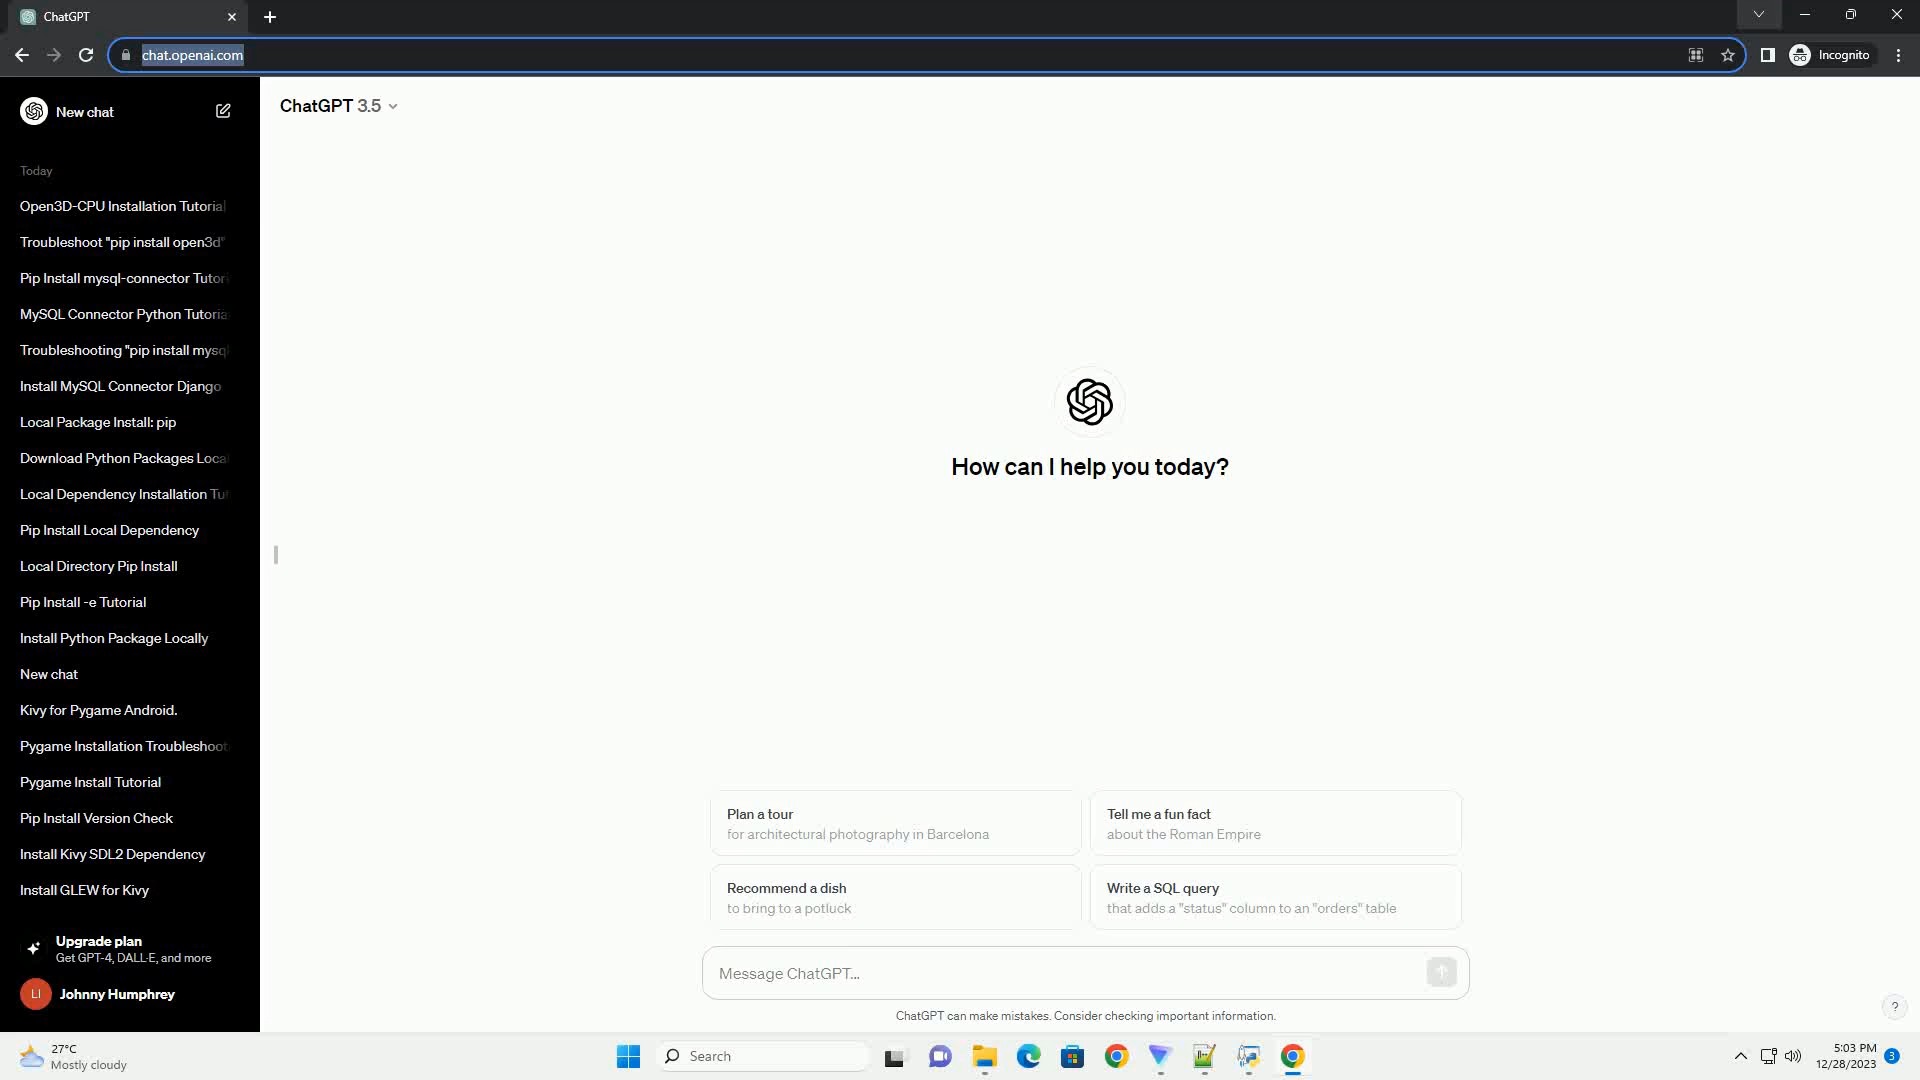 ChatGPT
chat.openai.com
Incognito
New chat
ChatGPT 3.5
Today
Open3D-CPU Installation Tutorial
Troubleshoot "pip install open3d"
Pip Install mysql-connector Tutori
MySQL Connector Python Tutoria
Troubleshooting "pip install mysql
Install MySQL Connector Django
Local Package Install: pip
Download Python Packages Loca
Local Dependency Installation Tut
Pip Install Local Dependency
Local Directory Pip Install
Pip Install -e Tutorial
Install Python Package Locally
New chat
Kivy for Pygame Android.
Pygame Installation Troubleshoot
Pygame Install Tutorial
Pip Install Version Check
Install Kivy SDL2 Dependency
Install GLEW for Kivy
Upgrade plan
Get GPT-4, DALL·E, and more
LI
Johnny Humphrey
How can I help you today?
Plan a tour
for architectural photography in Barcelona
Tell me a fun fact
about the Roman Empire
Recommend a dish
to bring to a potluck
Write a SQL query
that adds a "status" column to an "orders" table
Message ChatGPT...
ChatGPT can make mistakes. Consider checking important information.
?
27°C
Mostly cloudy
Search
5:03 PM
12/28/2023
3